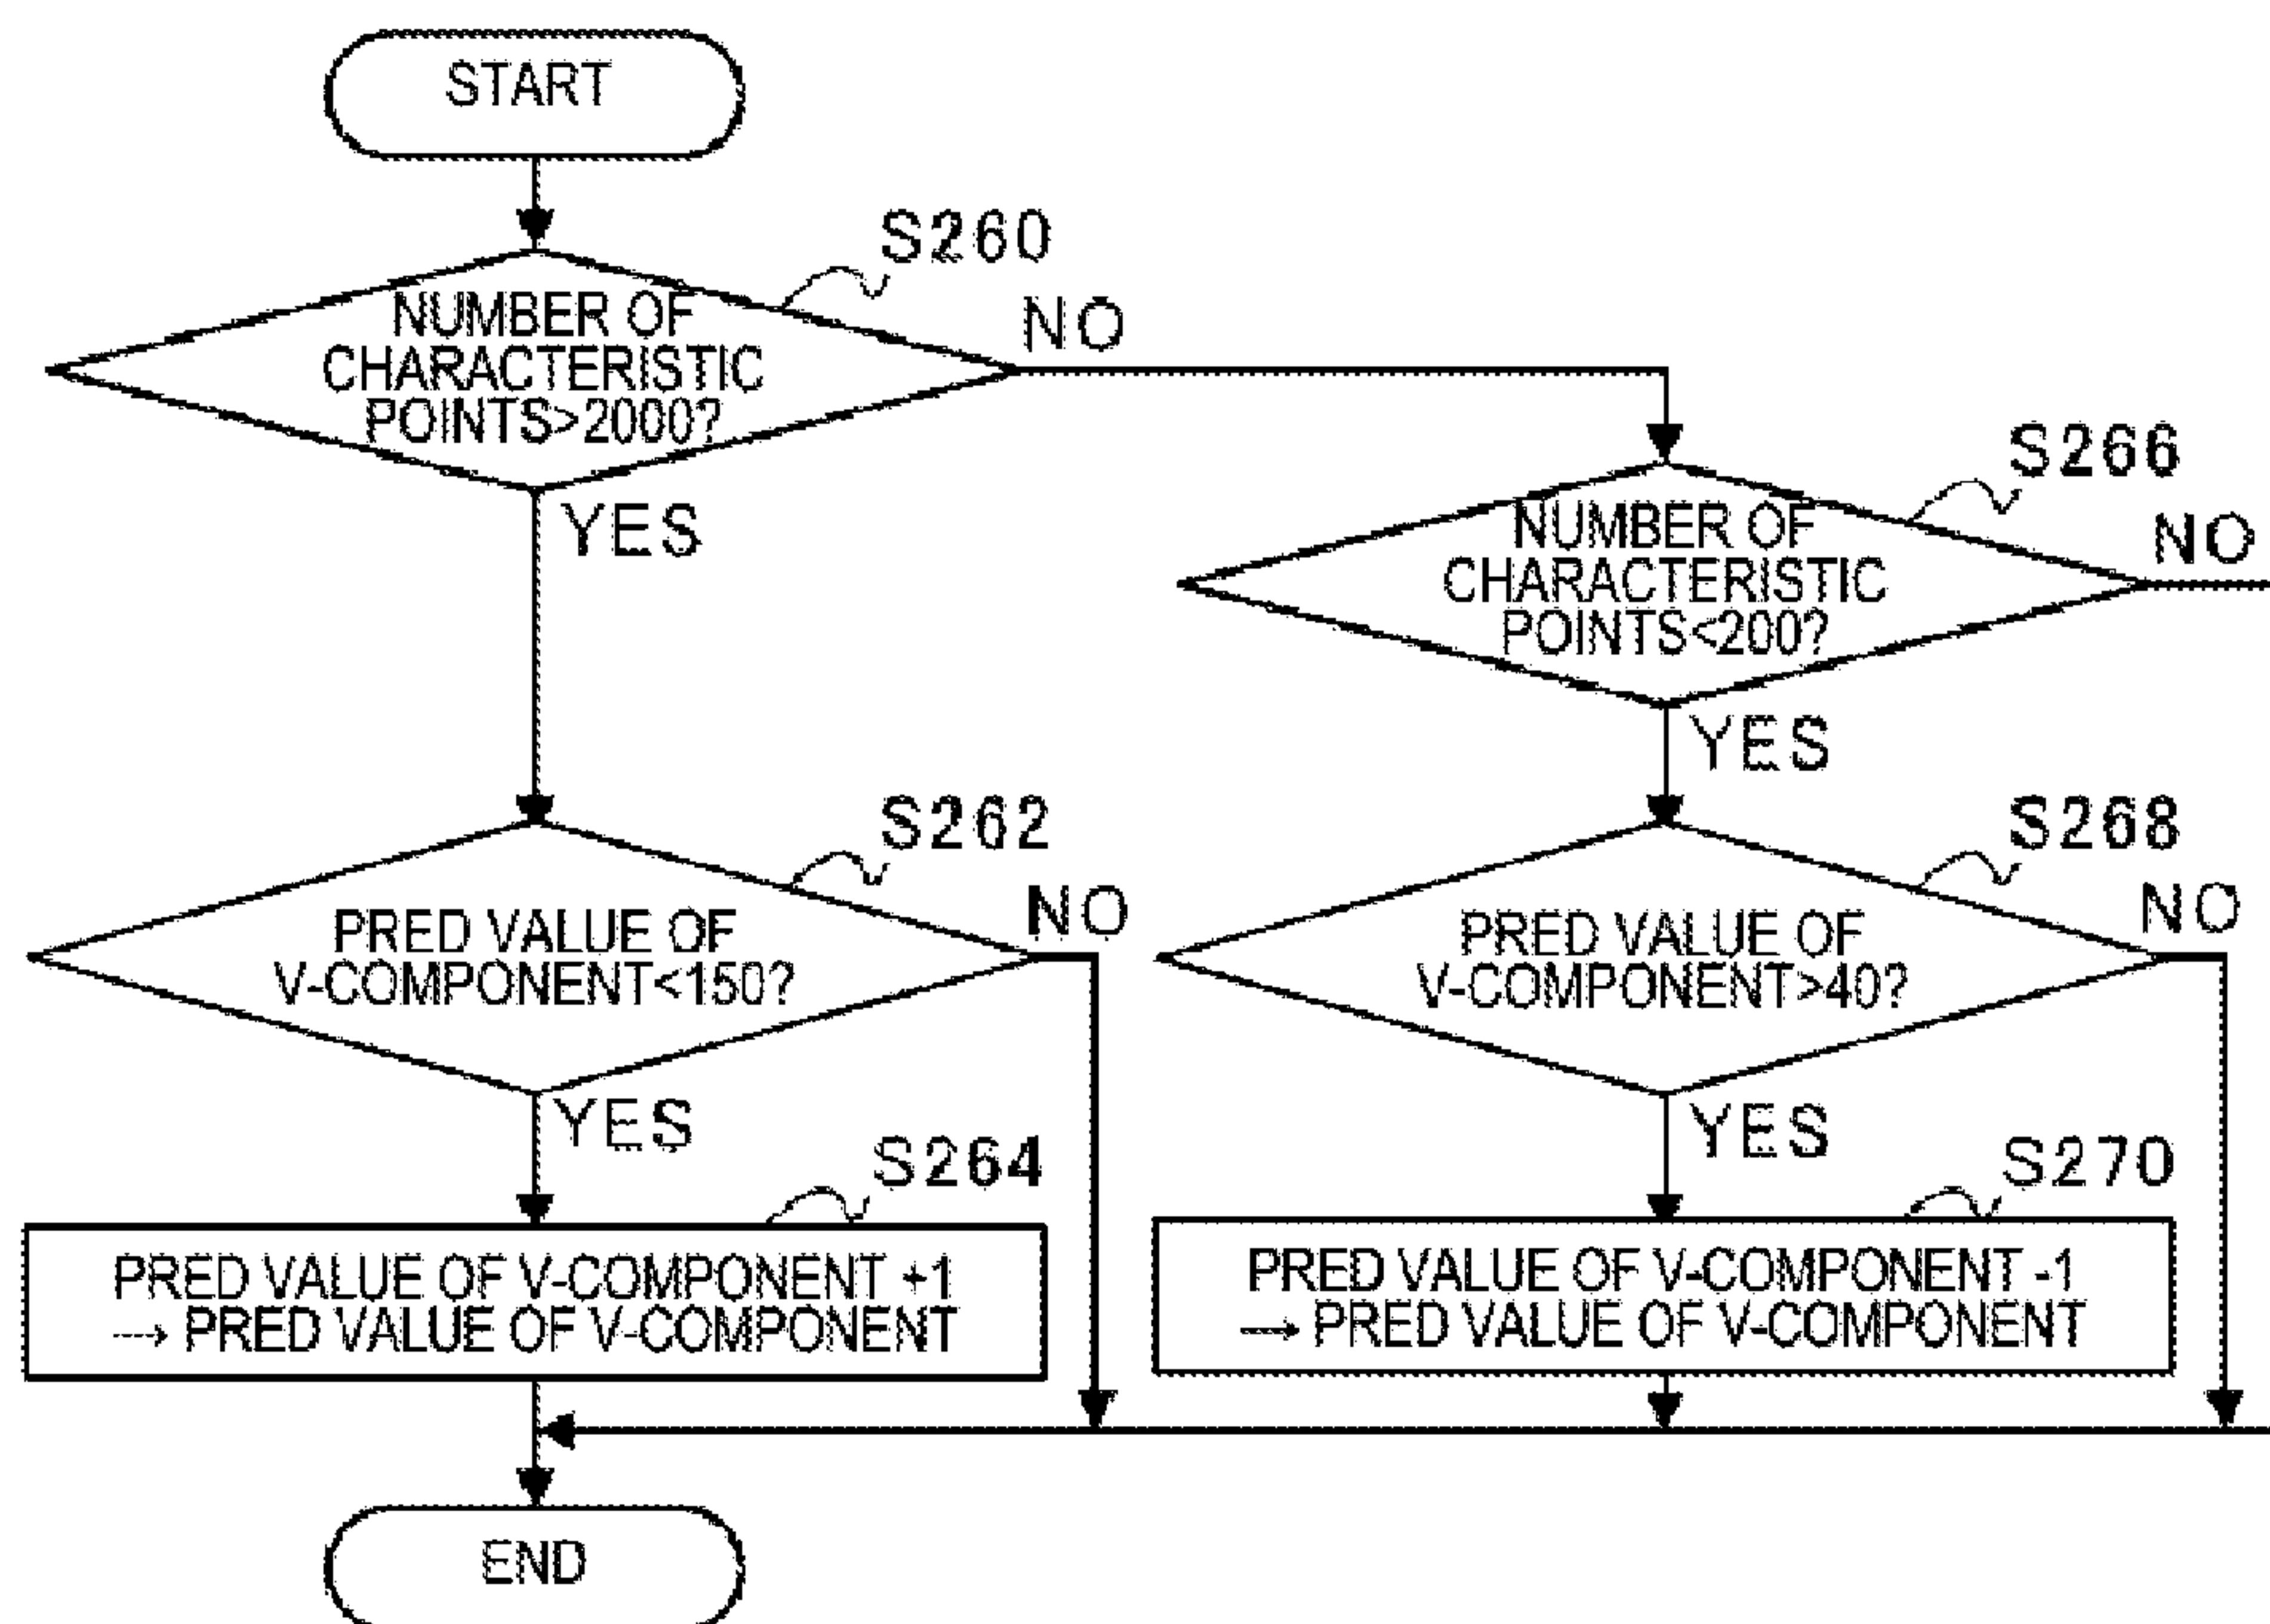 START
S260
NUMBER OF
CHARACTERISTIC
POINTS>2000?
NO
YES
S266
NUMBER OF
CHARACTERISTIC
POINTS<200?
NO
YES
S262
PRED VALUE OF
V-COMPONENT<150?
NO
YES
S268
PRED VALUE OF
V-COMPONENT>40?
NO
YES
S264
PRED VALUE OF V-COMPONENT +1
→ PRED VALUE OF V-COMPONENT
S270
PRED VALUE OF V-COMPONENT -1
→ PRED VALUE OF V-COMPONENT
END